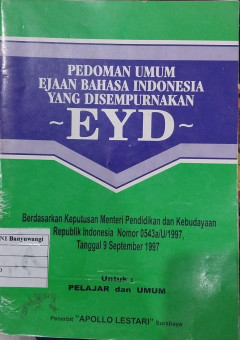 PEDOMAN UMUM
EJAAN BAHASA INDONESIA
YANG DISEMPURNAKAN
~EYD~
Berdasarkan Keputusan Menteri Pendidikan dan Kebudayaan
Republik Indonesia Nomor 0543a/U/1997,
Tanggal 9 September 1997
N1 Banyuwangi
Untuk :
PELAJAR dan UMUM
Penerbit "APOLLO LESTARI" Surabaya